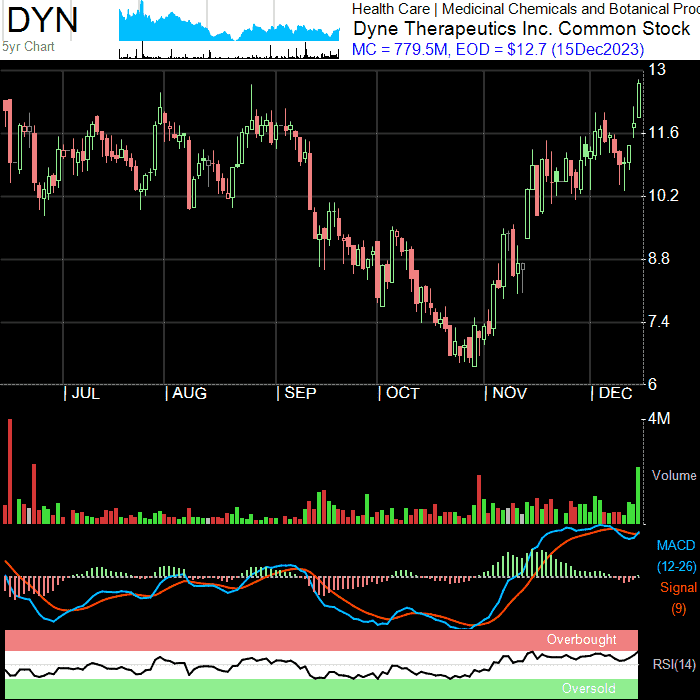 DYN
5yr Chart
Health Care | Medicinal Chemicals and Botanical Proc
Dyne Therapeutics Inc. Common Stock
MC = 779.5M, EOD = $12.7 (15Dec2023)
13
11.6
10.2
8.8
7.4
6
| JUL | AUG | SEP | OCT | NOV | DEC
4M
Volume
MACD
(12-26)
Signal
(9)
Overbought
RSI(14)
Oversold